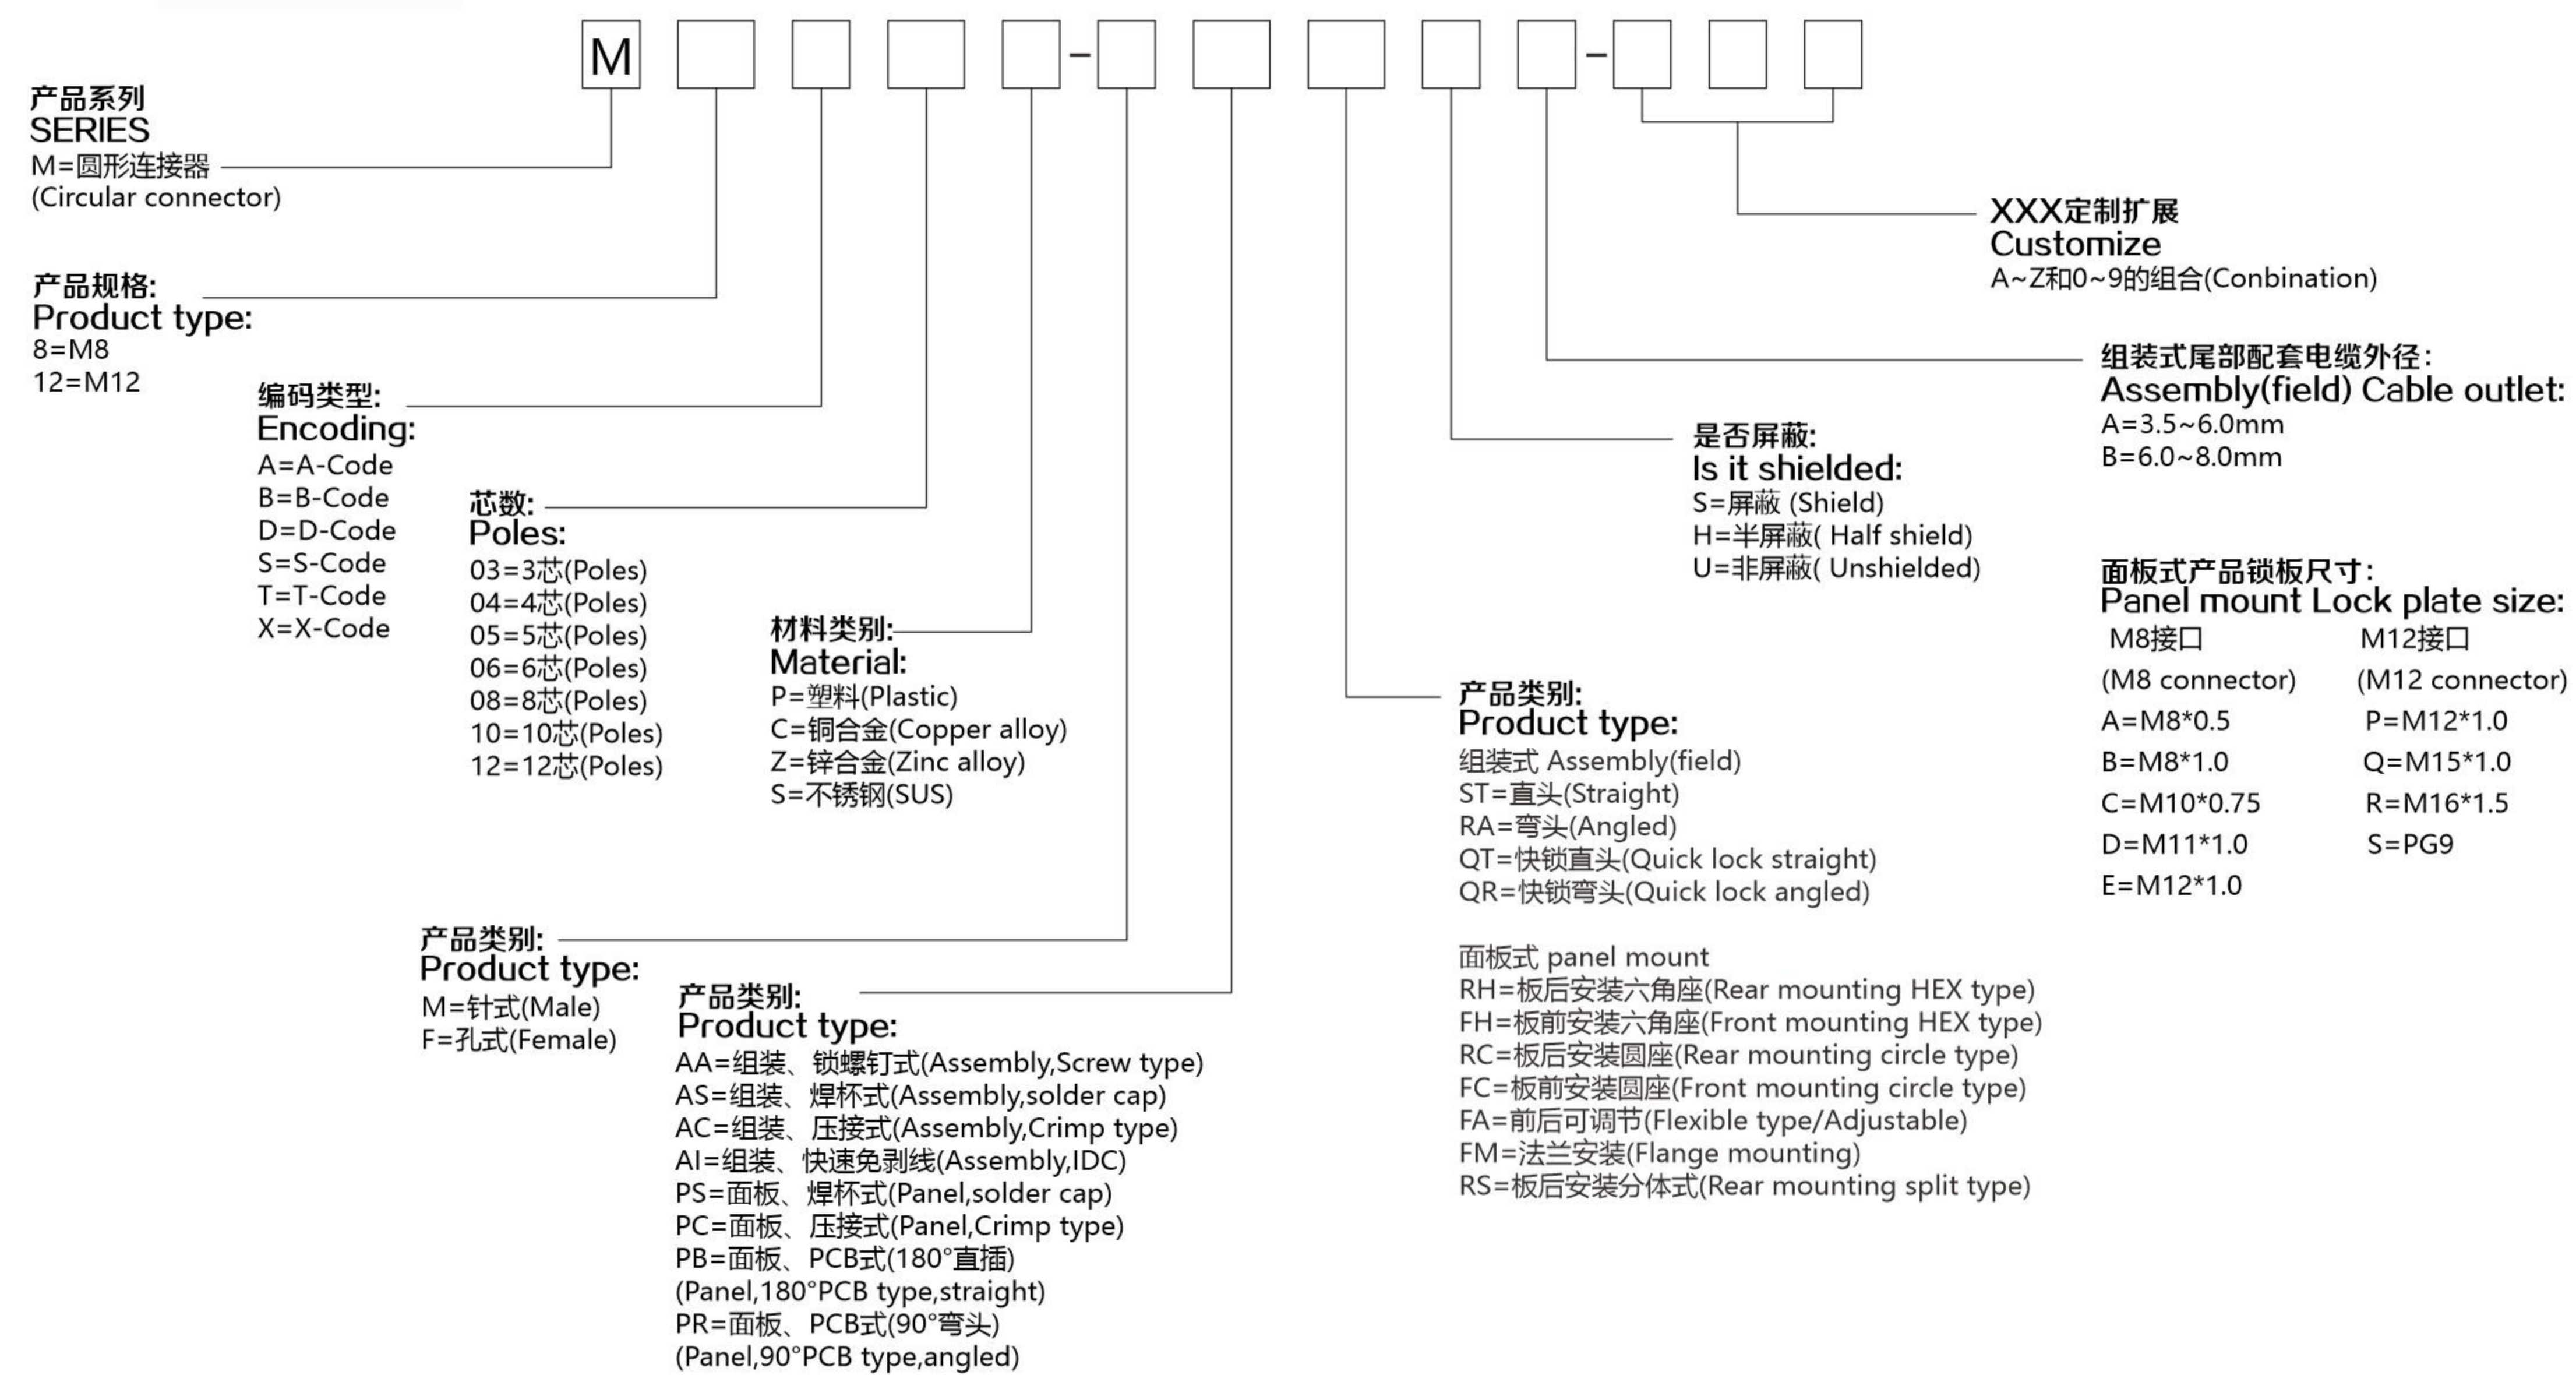 M - -
产品系列
SERIES
M=圆形连接器
(Circular connector)
产品规格:
Product type:
8=M8
12=M12
编码类型:
Encoding:
A=A-Code
B=B-Code
D=D-Code
S=S-Code
T=T-Code
X=X-Code
芯数:
Poles:
03=3芯(Poles)
04=4芯(Poles)
05=5芯(Poles)
06=6芯(Poles)
08=8芯(Poles)
10=10芯(Poles)
12=12芯(Poles)
材料类别:
Material:
P=塑料(Plastic)
C=铜合金(Copper alloy)
Z=锌合金(Zinc alloy)
S=不锈钢(SUS)
产品类别:
Product type:
M=针式(Male)
F=孔式(Female)
产品类别:
Product type:
AA=组装、锁螺钉式(Assembly,Screw type)
AS=组装、焊杯式(Assembly,solder cap)
AC=组装、压接式(Assembly,Crimp type)
AI=组装、快速免剥线(Assembly,IDC)
PS=面板、焊杯式(Panel,solder cap)
PC=面板、压接式(Panel,Crimp type)
PB=面板、PCB式(180°直插)
(Panel,180°PCB type,straight)
PR=面板、PCB式(90°弯头)
(Panel,90°PCB type,angled)
产品类别:
Product type:
组装式 Assembly(field)
ST=直头(Straight)
RA=弯头(Angled)
QT=快锁直头(Quick lock straight)
QR=快锁弯头(Quick lock angled)
面板式 panel mount
RH=板后安装六角座(Rear mounting HEX type)
FH=板前安装六角座(Front mounting HEX type)
RC=板后安装圆座(Rear mounting circle type)
FC=板前安装圆座(Front mounting circle type)
FA=前后可调节(Flexible type/Adjustable)
FM=法兰安装(Flange mounting)
RS=板后安装分体式(Rear mounting split type)
是否屏蔽:
Is it shielded:
S=屏蔽 (Shield)
H=半屏蔽( Half shield)
U=非屏蔽( Unshielded)
XXX定制扩展
Customize
A~Z和0~9的组合(Conbination)
组装式尾部配套电缆外径:
Assembly(field) Cable outlet:
A=3.5~6.0mm
B=6.0~8.0mm
面板式产品锁板尺寸:
Panel mount Lock plate size:
M8接口 M12接口
(M8 connector) (M12 connector)
A=M8*0.5 P=M12*1.0
B=M8*1.0 Q=M15*1.0
C=M10*0.75 R=M16*1.5
D=M11*1.0 S=PG9
E=M12*1.0